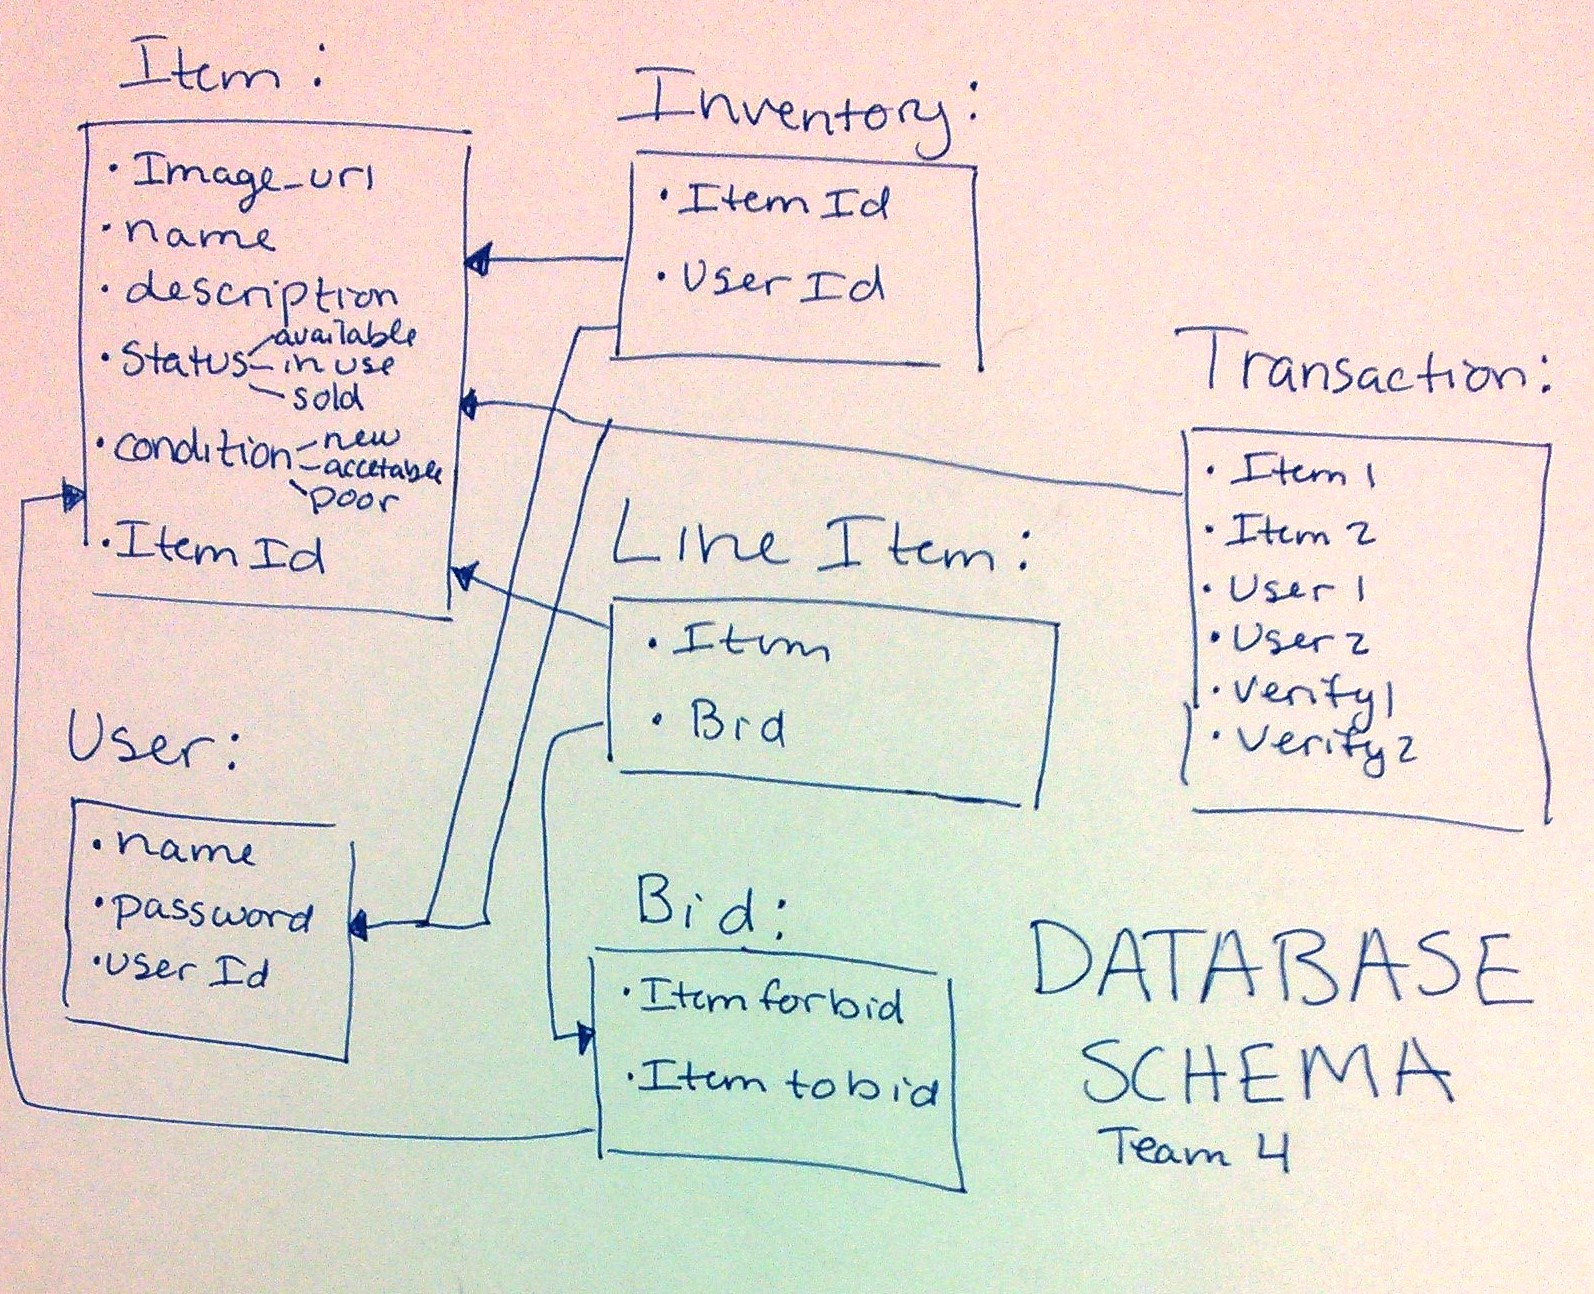 Item :
• Image_url
• name
• description
• Status
available
in use
sold
• condition
new
accetable
poor
• Item Id
Inventory:
• Item Id
• User Id
Transaction:
• Item 1
• Item 2
• User 1
• User 2
• Verify 1
• Verify 2
Line Item:
• Item
• Bid
User:
• name
• password
• user Id
Bid:
• Item for bid
• Item to bid
DATABASE
SCHEMA
Team 4